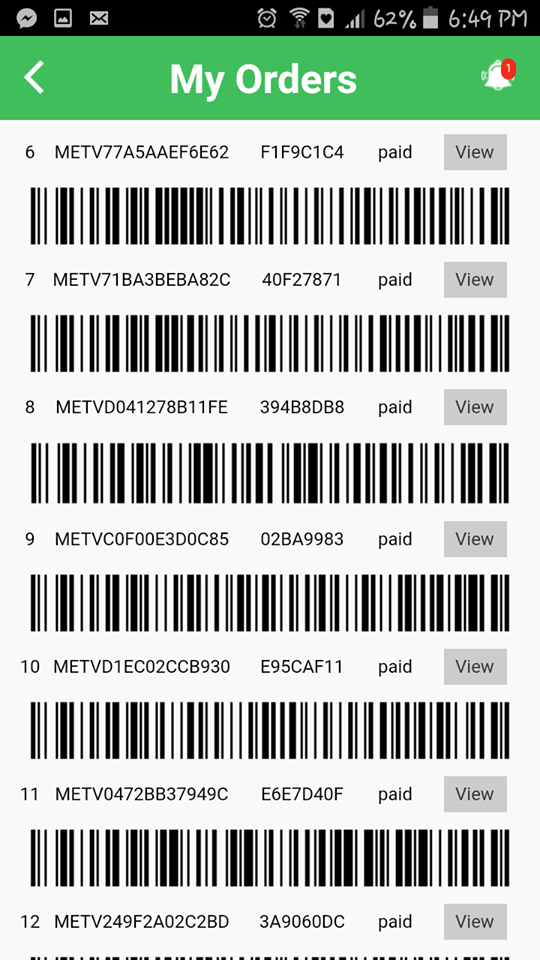 62% 6:49 PM
My Orders
1
6 METV77A5AAEF6E62 F1F9C1C4 paid View
7 METV71BA3BEBA82C 40F27871 paid View
8 METVD041278B11FE 394B8DB8 paid View
9 METVC0F00E3D0C85 02BA9983 paid View
10 METVD1EC02CCB930 E95CAF11 paid View
11 METV0472BB37949C E6E7D40F paid View
12 METV249F2A02C2BD 3A9060DC paid View